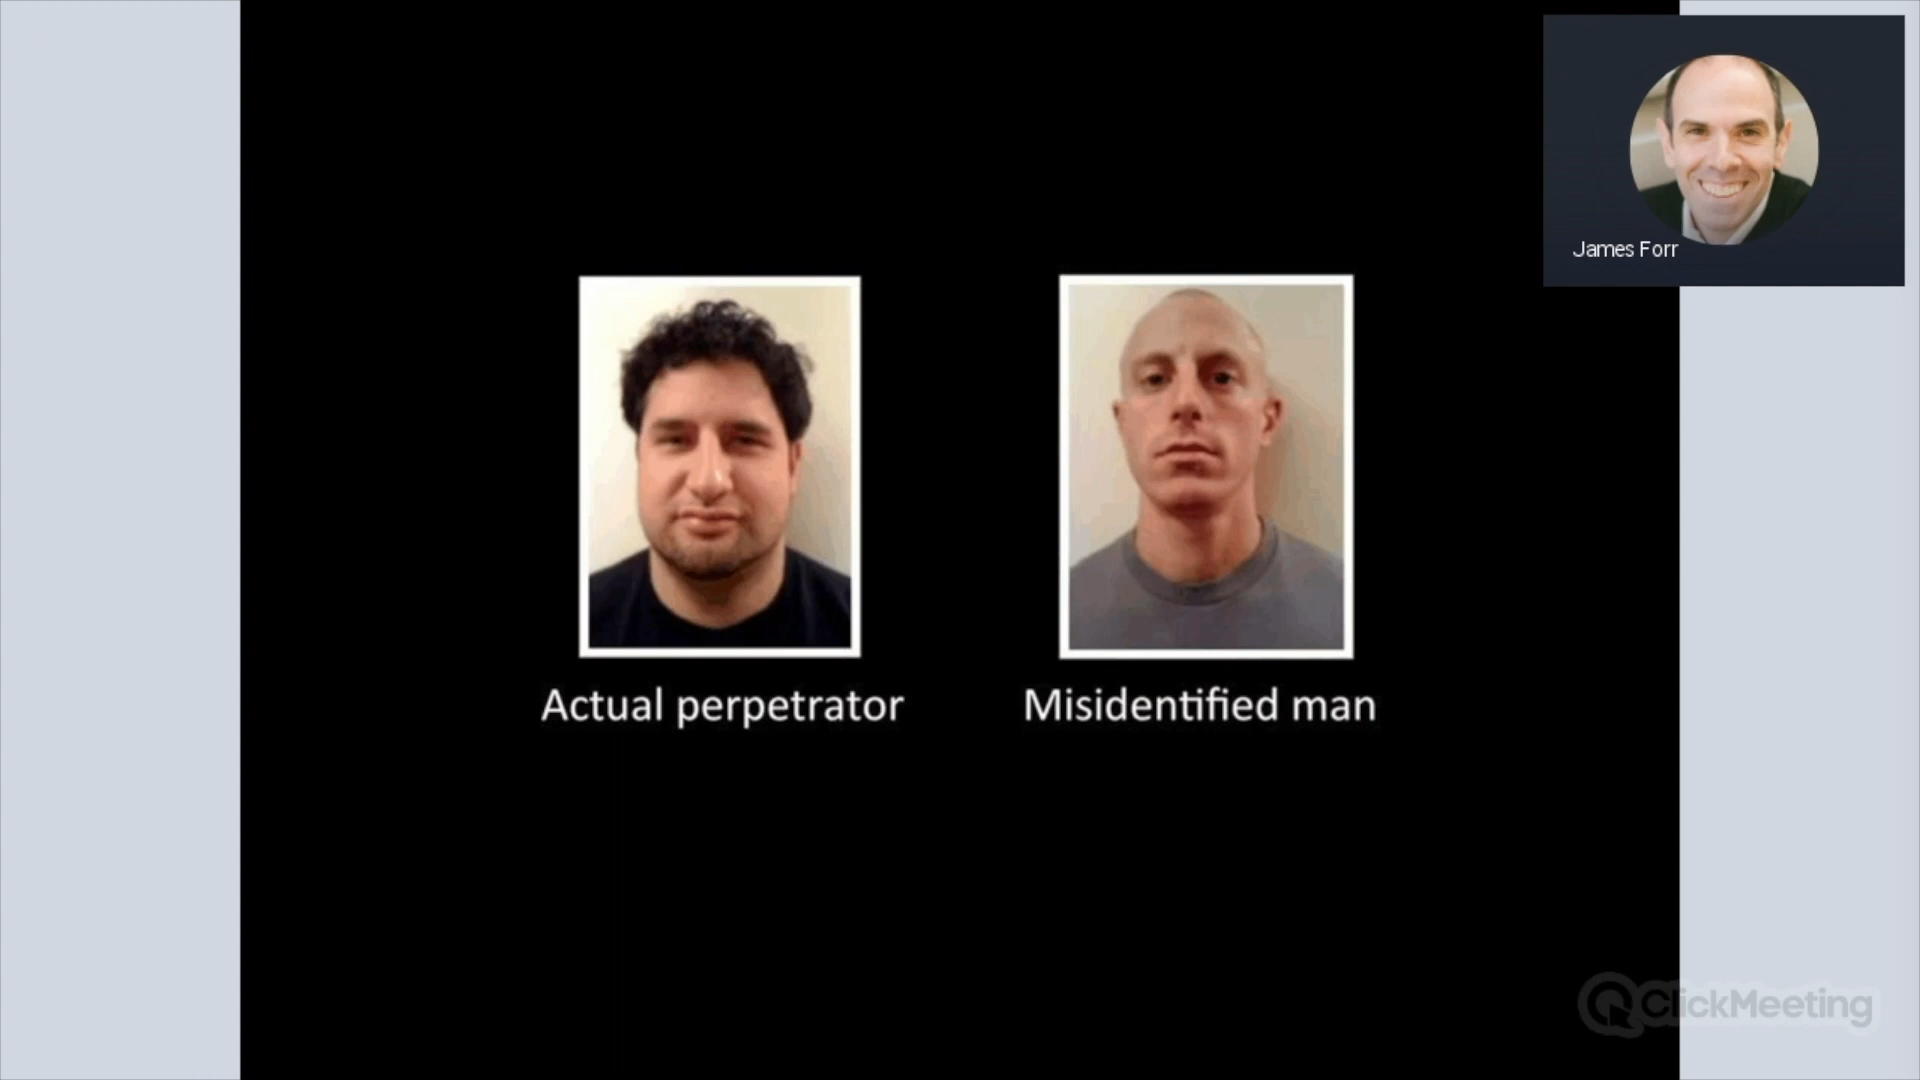 James Forr
Actual perpetrator
Misidentified man
ClickMeeting